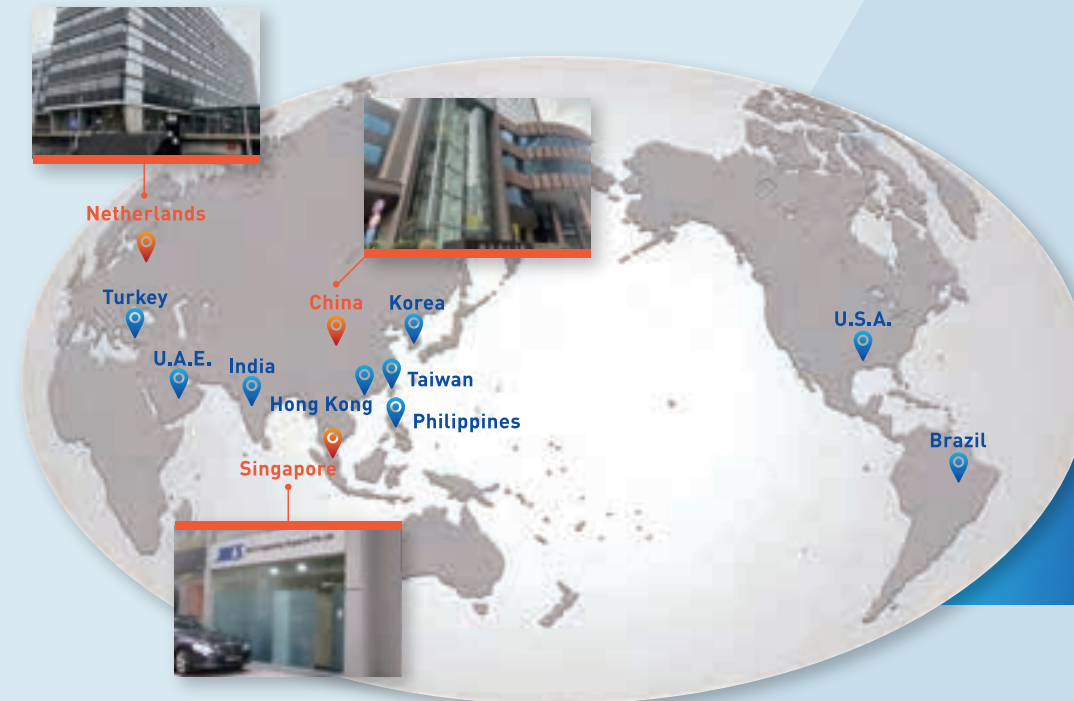 Netherlands
China
Korea
Turkey
U.S.A.
U.A.E.
India
Taiwan
Hong Kong
Philippines
Brazil
Singapore